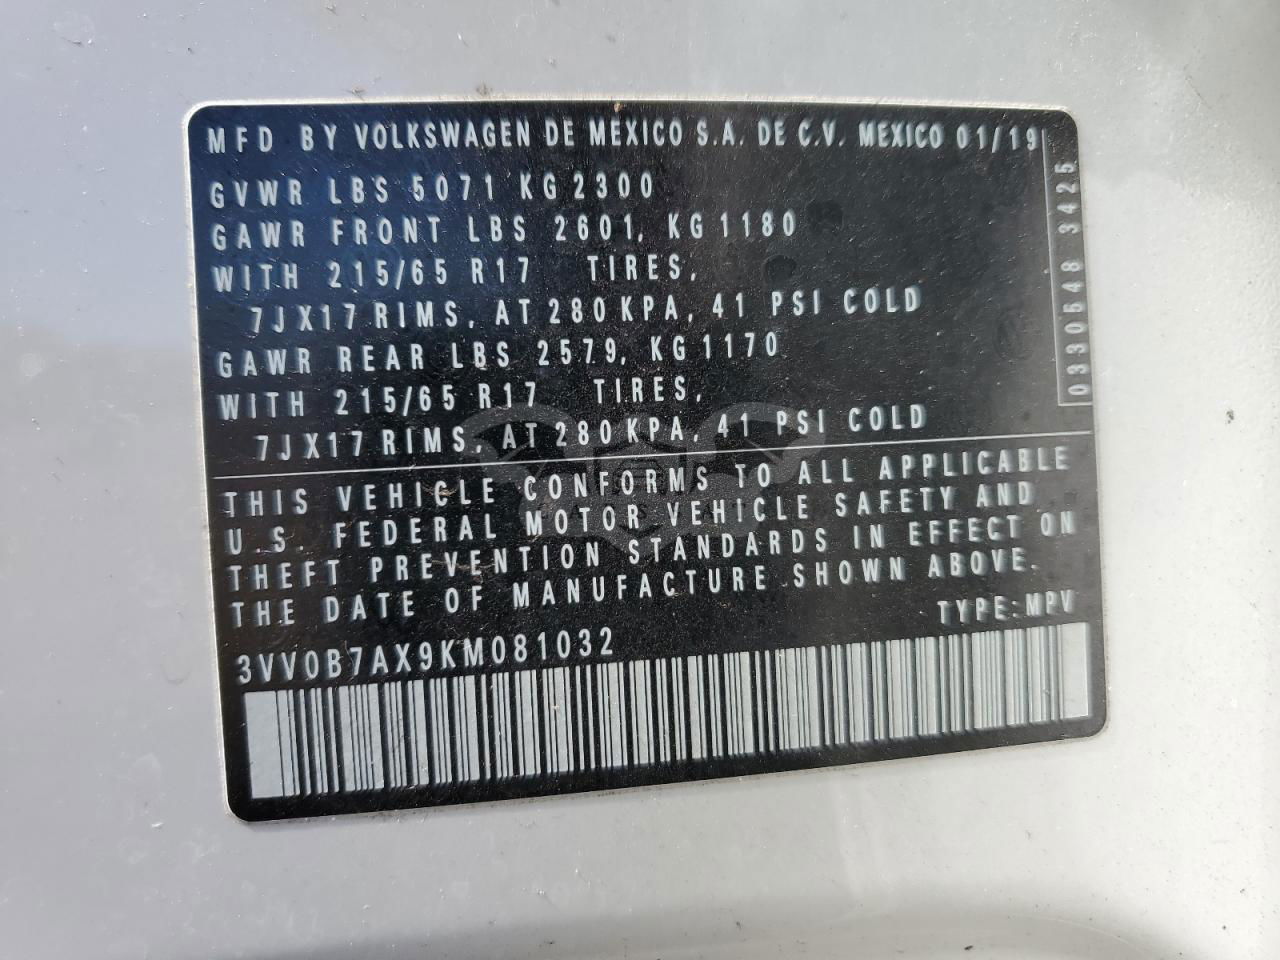 MFD BY VOLKSWAGEN DE MEXICO S.A. DE C.V. MEXICO 01/19
GVWR LBS 5071 KG 2300
GAWR FRONT LBS 2601, KG 1180
WITH 215/65 R17 TIRES,
7JX17 RIMS, AT 280 KPA, 41 PSI COLD
GAWR REAR LBS 2579, KG 1170
WITH 215/65 R17 TIRES,
7JX17 RIMS, AT 280 KPA, 41 PSI COLD
0330548 3425
THIS VEHICLE CONFORMS TO ALL APPLICABLE
U.S. FEDERAL MOTOR VEHICLE SAFETY AND
THEFT PREVENTION STANDARDS IN EFFECT ON
THE DATE OF MANUFACTURE SHOWN ABOVE.
TYPE: MPV
3VV0B7AX9KM081032